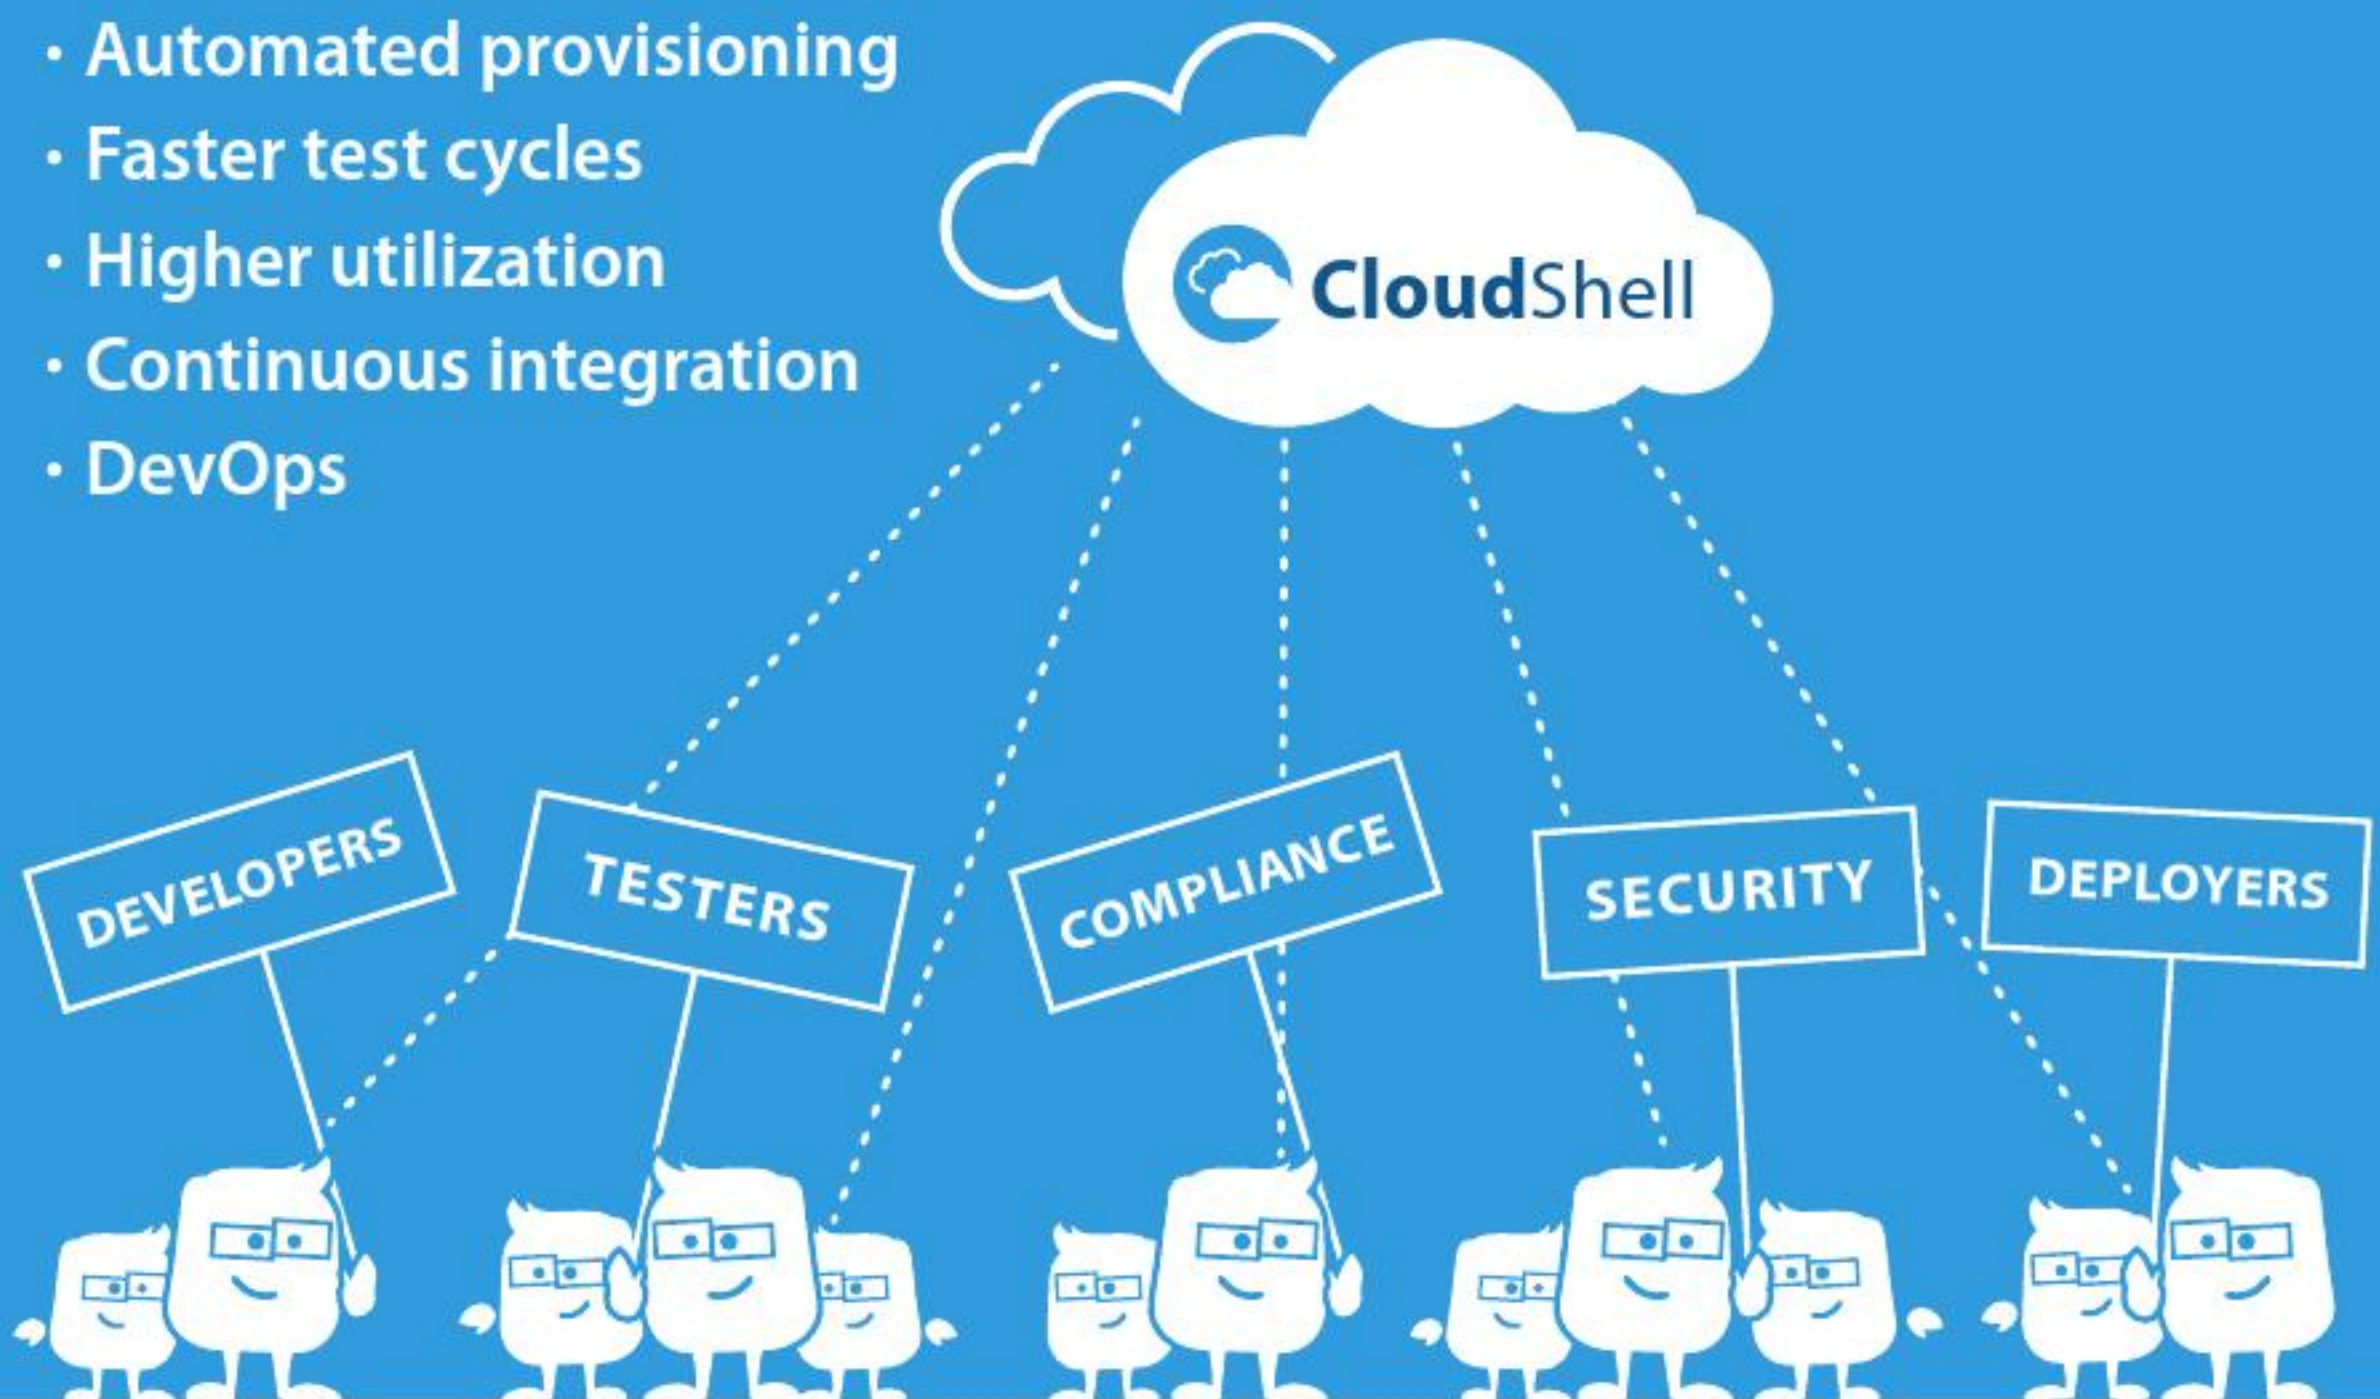 · Automated provisioning
· Faster test cycles
· Higher utilization
· Continuous integration
· DevOps
CloudShell
DEVELOPERS
TESTERS
COMPLIANCE
SECURITY
DEPLOYERS